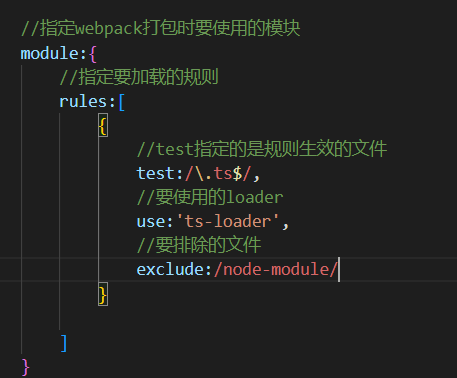 //指定webpack打包时要使用的模块
module:{
//指定要加载的规则
rules:[
{
//test指定的是规则生效的文件
test:/\.ts$/,
//要使用的loader
use:'ts-loader',
//要排除的文件
exclude:/node-module/
}
]
}